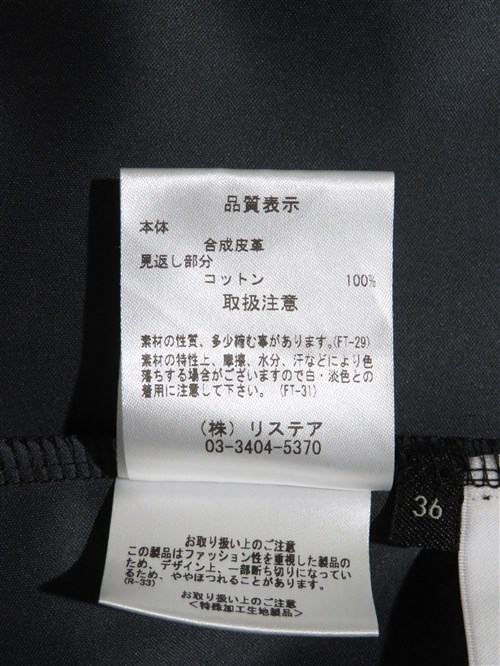 品質表示
本体
合成皮革
見返し部分
コットン 100%
取扱注意
素材の性質、多少縮む事があります。(FT-29)
素材の特性上、摩擦、水分、汗などにより色
落ちする場合がございますので白・淡色との
着用に注意して下さい。 (FT-31)
(株) リステア
03-3404-5370
36
お取り扱い上のご注意
この製品はファッション性を重視した製品の
ため、デザイン上、一部断ち切りになってい
るため、ややほつれることがあります。
(R-33)
お取り扱い上のご注意
<特殊加工生地製品>